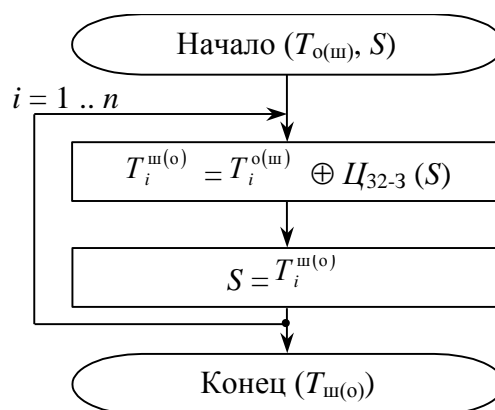 Начало (Tо(ш), S)
i = 1 .. n
Tiш(о) = Tiо(ш) ⊕ Ц32-З (S)
S = Tiш(о)
Конец (Tш(о))